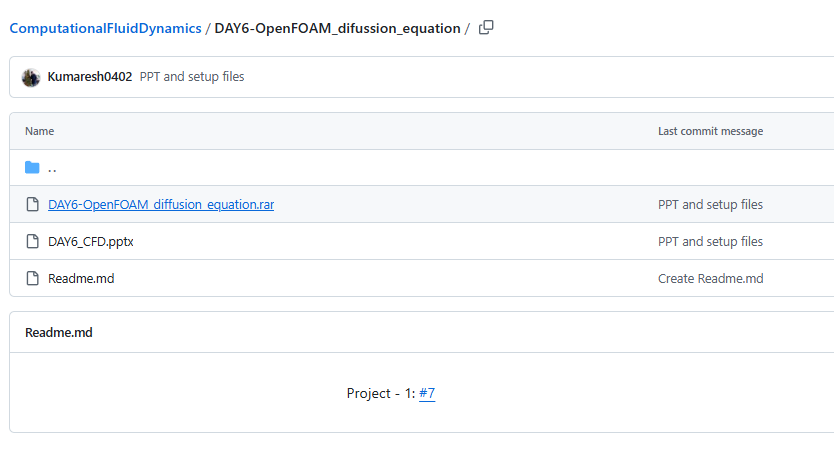 ComputationalFluidDynamics / DAY6-OpenFOAM_difussion_equation /
Kumaresh0402 PPT and setup files
Name Last commit message
..
DAY6-OpenFOAM_diffusion_equation.rar PPT and setup files
DAY6_CFD.pptx PPT and setup files
Readme.md Create Readme.md
Readme.md
Project - 1: #7